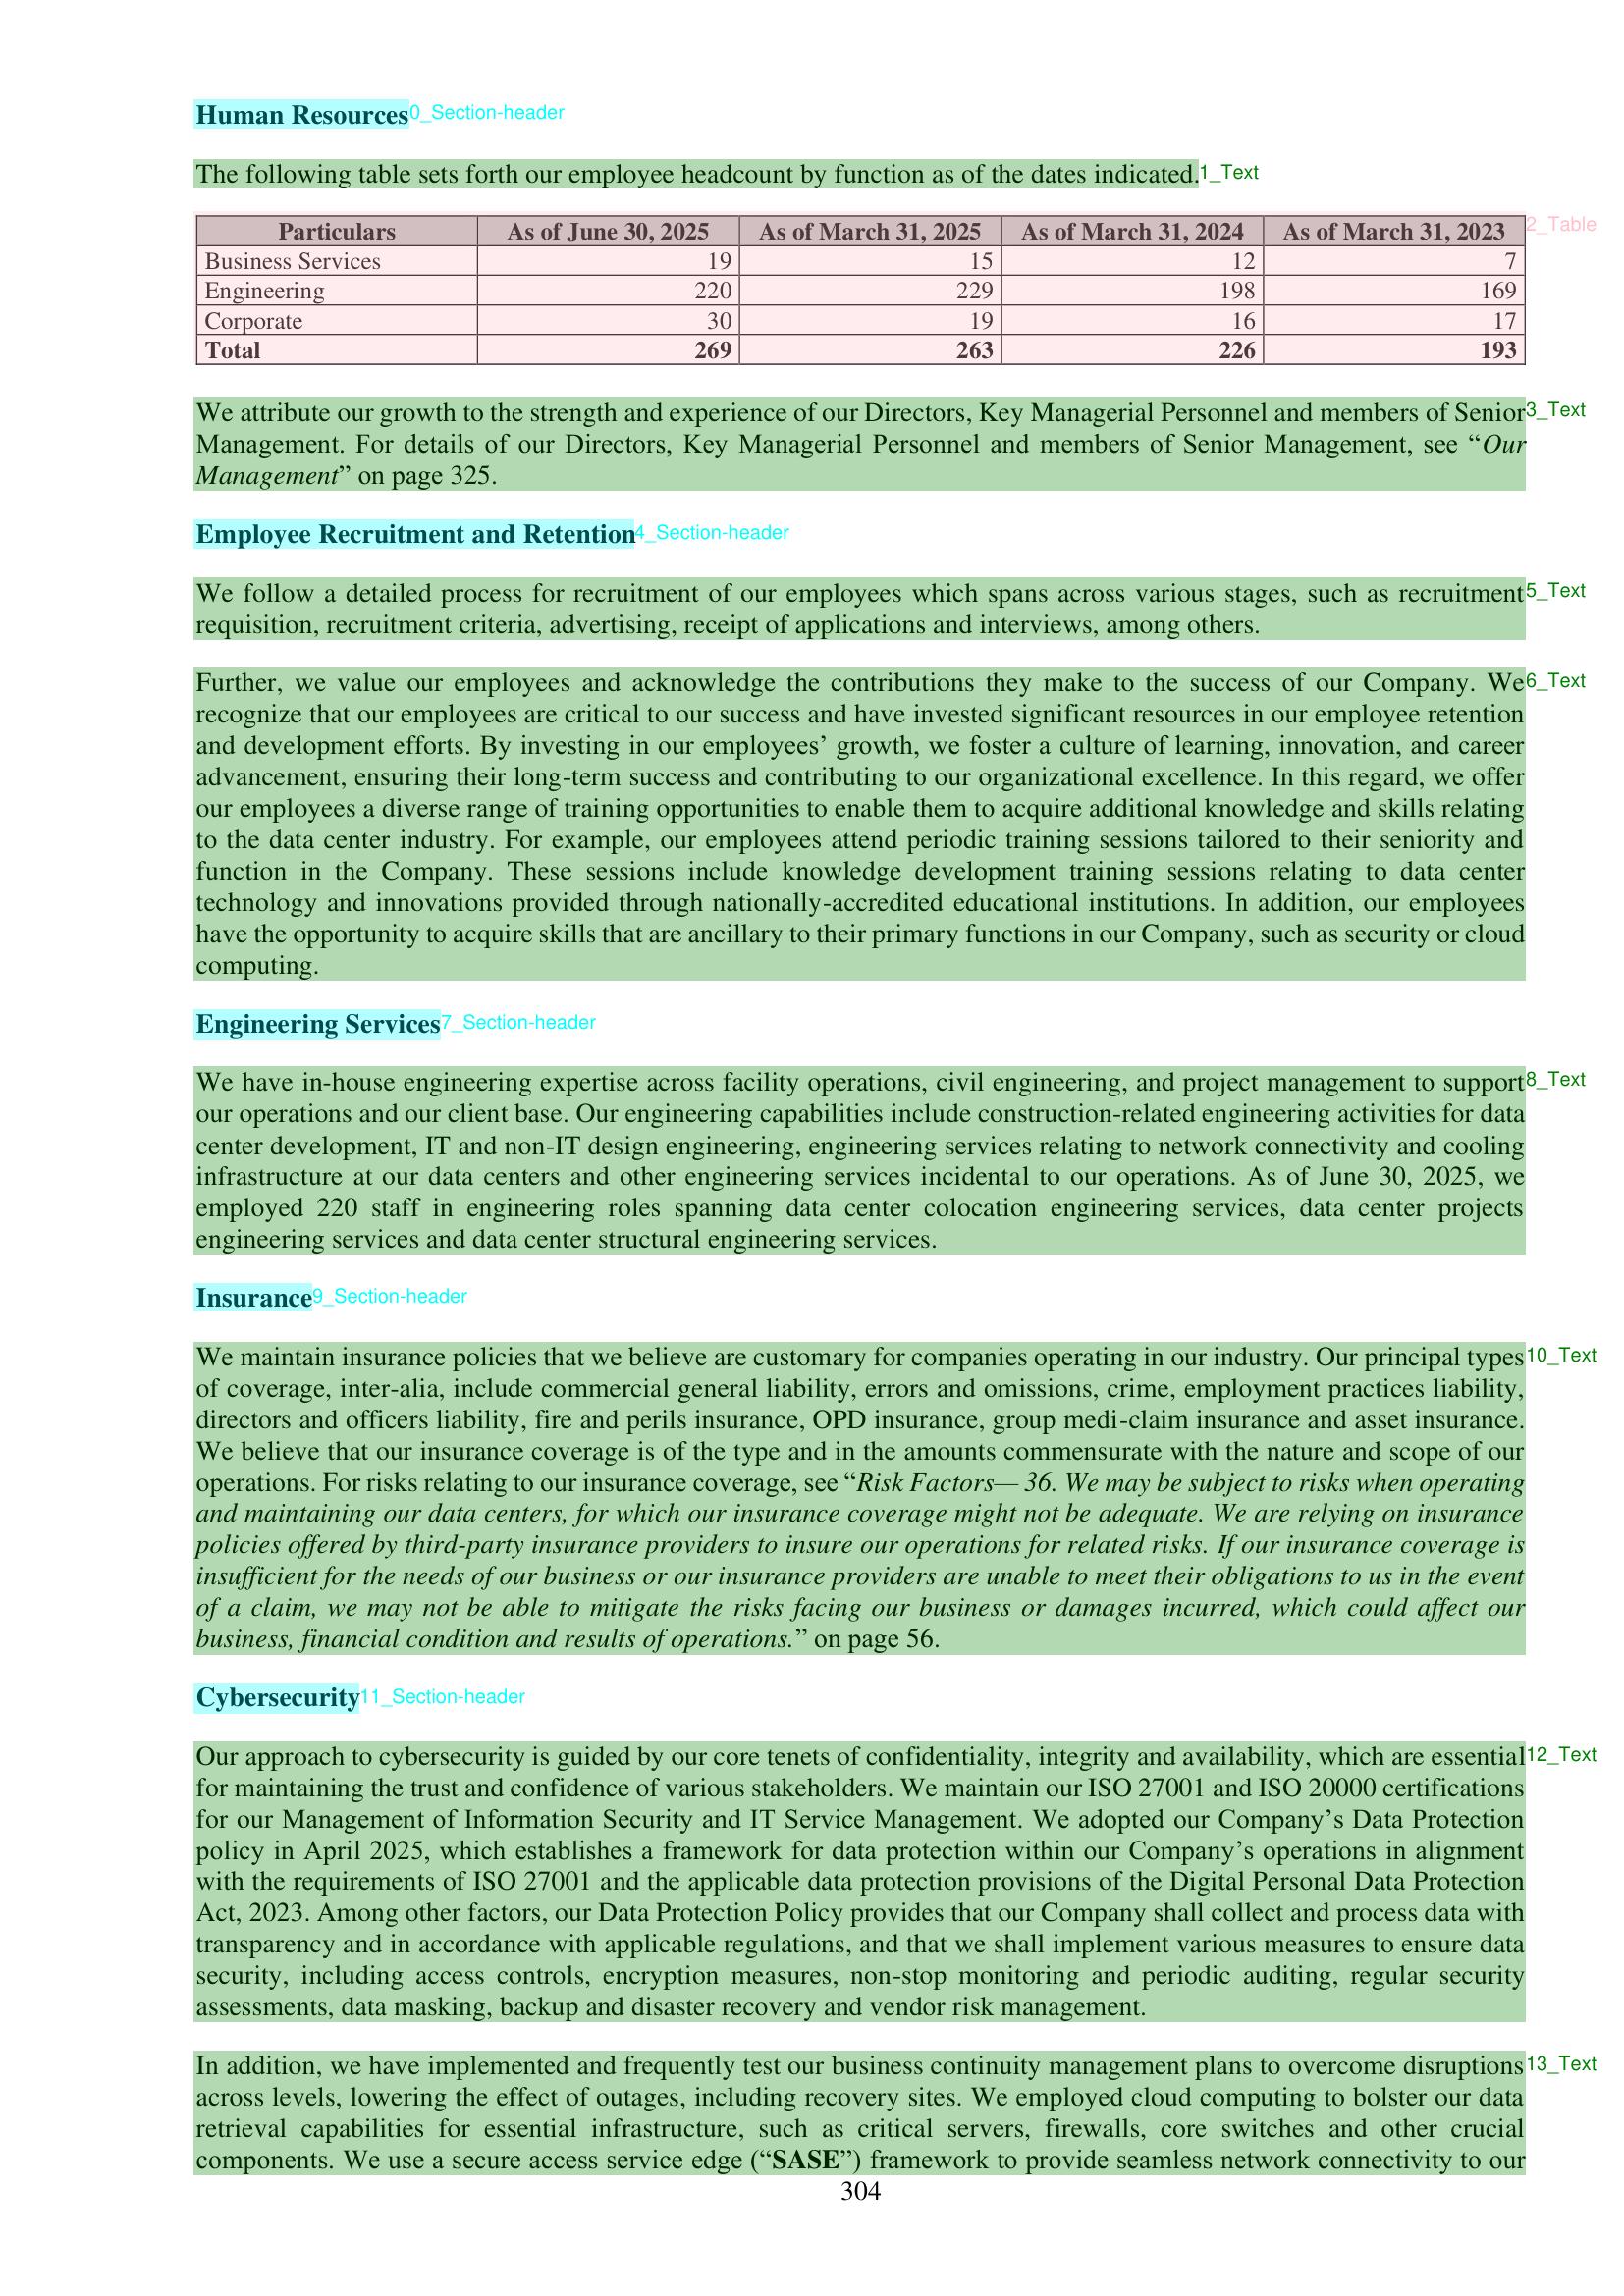 Human Resources 0_Section-header
The following table sets forth our employee headcount by function as of the dates indicated. 1_Text
Particulars As of June 30, 2025 As of March 31, 2025 As of March 31, 2024 As of March 31, 2023 2_Table
Business Services 19 15 12 7
Engineering 220 229 198 169
Corporate 30 19 16 17
Total 269 263 226 193
We attribute our growth to the strength and experience of our Directors, Key Managerial Personnel and members of Senior 3_Text
Management. For details of our Directors, Key Managerial Personnel and members of Senior Management, see “Our
Management” on page 325.
Employee Recruitment and Retention 4_Section-header
We follow a detailed process for recruitment of our employees which spans across various stages, such as recruitment 5_Text
requisition, recruitment criteria, advertising, receipt of applications and interviews, among others.
Further, we value our employees and acknowledge the contributions they make to the success of our Company. We 6_Text
recognize that our employees are critical to our success and have invested significant resources in our employee retention
and development efforts. By investing in our employees’ growth, we foster a culture of learning, innovation, and career
advancement, ensuring their long-term success and contributing to our organizational excellence. In this regard, we offer
our employees a diverse range of training opportunities to enable them to acquire additional knowledge and skills relating
to the data center industry. For example, our employees attend periodic training sessions tailored to their seniority and
function in the Company. These sessions include knowledge development training sessions relating to data center
technology and innovations provided through nationally-accredited educational institutions. In addition, our employees
have the opportunity to acquire skills that are ancillary to their primary functions in our Company, such as security or cloud
computing.
Engineering Services 7_Section-header
We have in-house engineering expertise across facility operations, civil engineering, and project management to support 8_Text
our operations and our client base. Our engineering capabilities include construction-related engineering activities for data
center development, IT and non-IT design engineering, engineering services relating to network connectivity and cooling
infrastructure at our data centers and other engineering services incidental to our operations. As of June 30, 2025, we
employed 220 staff in engineering roles spanning data center colocation engineering services, data center projects
engineering services and data center structural engineering services.
Insurance 9_Section-header
We maintain insurance policies that we believe are customary for companies operating in our industry. Our principal types 10_Text
of coverage, inter-alia, include commercial general liability, errors and omissions, crime, employment practices liability,
directors and officers liability, fire and perils insurance, OPD insurance, group medi-claim insurance and asset insurance.
We believe that our insurance coverage is of the type and in the amounts commensurate with the nature and scope of our
operations. For risks relating to our insurance coverage, see “Risk Factors— 36. We may be subject to risks when operating
and maintaining our data centers, for which our insurance coverage might not be adequate. We are relying on insurance
policies offered by third-party insurance providers to insure our operations for related risks. If our insurance coverage is
insufficient for the needs of our business or our insurance providers are unable to meet their obligations to us in the event
of a claim, we may not be able to mitigate the risks facing our business or damages incurred, which could affect our
business, financial condition and results of operations.” on page 56.
Cybersecurity 11_Section-header
Our approach to cybersecurity is guided by our core tenets of confidentiality, integrity and availability, which are essential 12_Text
for maintaining the trust and confidence of various stakeholders. We maintain our ISO 27001 and ISO 20000 certifications
for our Management of Information Security and IT Service Management. We adopted our Company’s Data Protection
policy in April 2025, which establishes a framework for data protection within our Company’s operations in alignment
with the requirements of ISO 27001 and the applicable data protection provisions of the Digital Personal Data Protection
Act, 2023. Among other factors, our Data Protection Policy provides that our Company shall collect and process data with
transparency and in accordance with applicable regulations, and that we shall implement various measures to ensure data
security, including access controls, encryption measures, non-stop monitoring and periodic auditing, regular security
assessments, data masking, backup and disaster recovery and vendor risk management.
In addition, we have implemented and frequently test our business continuity management plans to overcome disruptions 13_Text
across levels, lowering the effect of outages, including recovery sites. We employed cloud computing to bolster our data
retrieval capabilities for essential infrastructure, such as critical servers, firewalls, core switches and other crucial
components. We use a secure access service edge (“SASE”) framework to provide seamless network connectivity to our
304